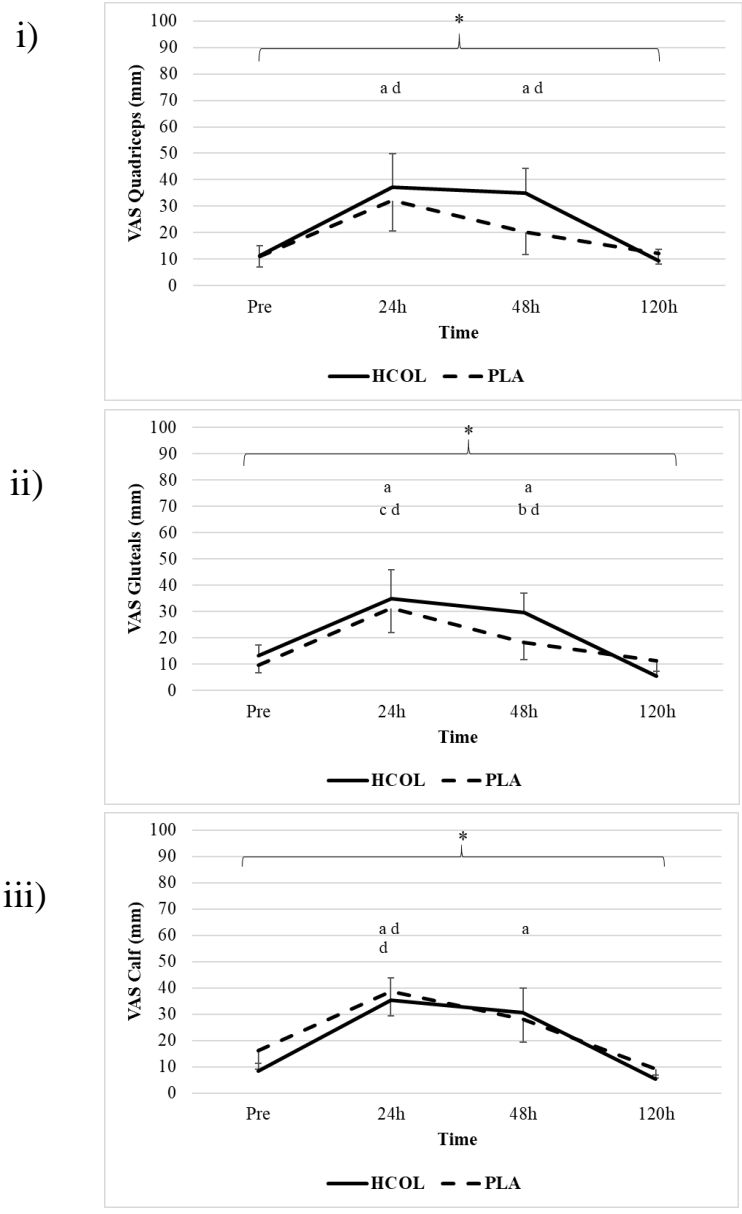 i)
VAS Quadriceps (mm)
100
90
80
70
60
50
40
30
20
10
0
*
a d a d
Pre 24h 48h 120h
Time
HCOL PLA
ii)
VAS Gluteals (mm)
100
90
80
70
60
50
40
30
20
10
0
*
a a
c d b d
Pre 24h 48h 120h
Time
HCOL PLA
iii)
VAS Calf (mm)
100
90
80
70
60
50
40
30
20
10
0
*
a d a
d
Pre 24h 48h 120h
Time
HCOL PLA